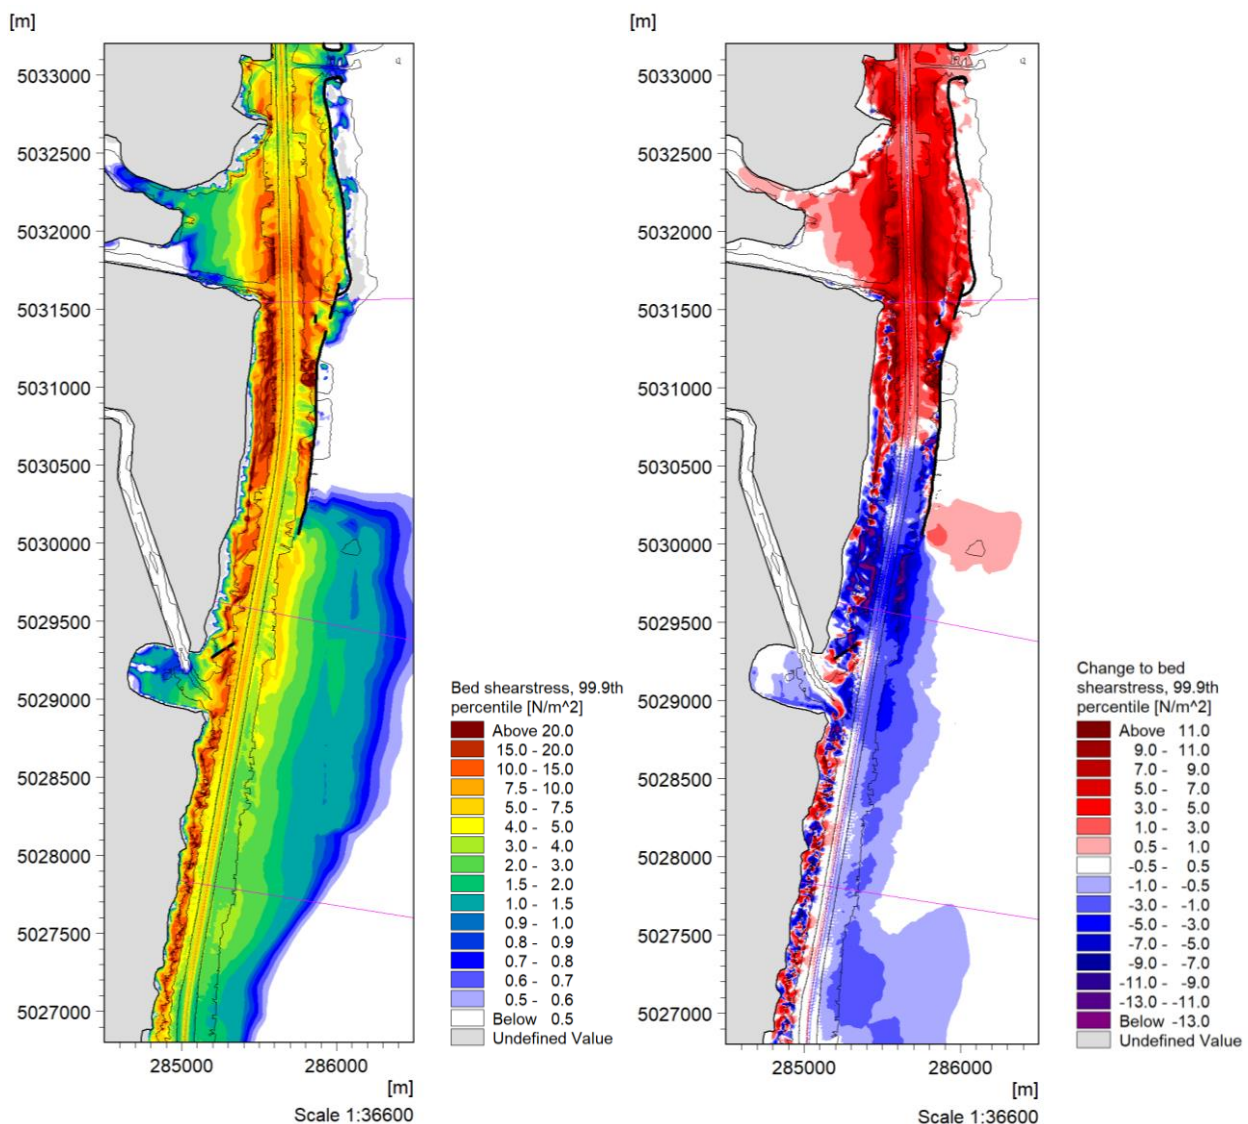 [m]
5033000
5032500
5032000
5031500
5031000
5030500
5030000
5029500
5029000
5028500
5028000
5027500
5027000
285000 286000
[m]
Scale 1:36600
Bed shearstress, 99.9th
percentile [N/m^2]
Above 20.0
15.0 - 20.0
10.0 - 15.0
7.5 - 10.0
5.0 - 7.5
4.0 - 5.0
3.0 - 4.0
2.0 - 3.0
1.5 - 2.0
1.0 - 1.5
0.9 - 1.0
0.8 - 0.9
0.7 - 0.8
0.6 - 0.7
0.5 - 0.6
Below 0.5
Undefined Value
[m]
5033000
5032500
5032000
5031500
5031000
5030500
5030000
5029500
5029000
5028500
5028000
5027500
5027000
285000 286000
[m]
Scale 1:36600
Change to bed
shearstress, 99.9th
percentile [N/m^2]
Above 11.0
9.0 - 11.0
7.0 - 9.0
5.0 - 7.0
3.0 - 5.0
1.0 - 3.0
0.5 - 1.0
-0.5 - 0.5
-1.0 - -0.5
-3.0 - -1.0
-5.0 - -3.0
-7.0 - -5.0
-9.0 - -7.0
-11.0 - -9.0
-13.0 - -11.0
Below -13.0
Undefined Value